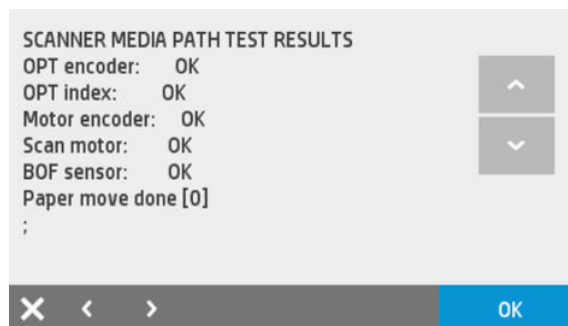 SCANNER MEDIA PATH TEST RESULTS
OPT encoder: OK
OPT index: OK
Motor encoder: OK
Scan motor: OK
BOF sensor: OK
Paper move done [0]
;
OK